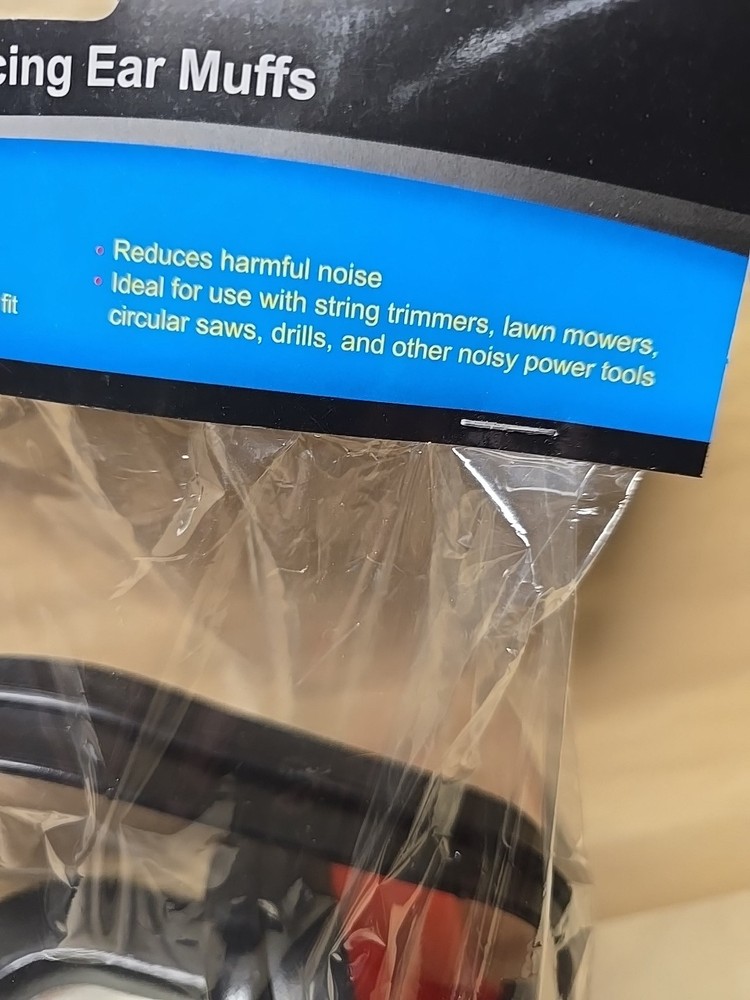 cing Ear Muffs
fit
• Reduces harmful noise
• Ideal for use with string trimmers, lawn mowers,
circular saws, drills, and other noisy power tools